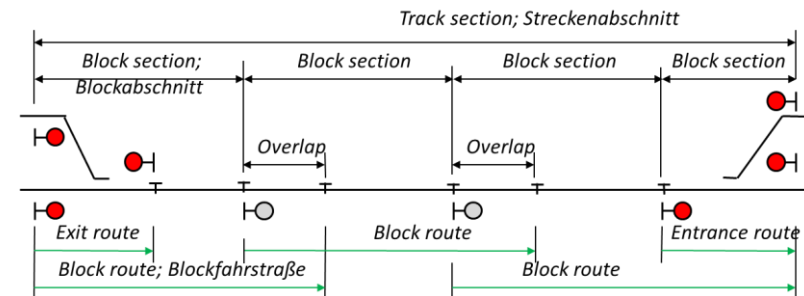 Track section; Streckenabschnitt
Block section;
Blockabschnitt
Block section
Block section
Block section
Overlap
Overlap
Exit route
Block route
Entrance route
Block route; Blockfahrstraße
Block route